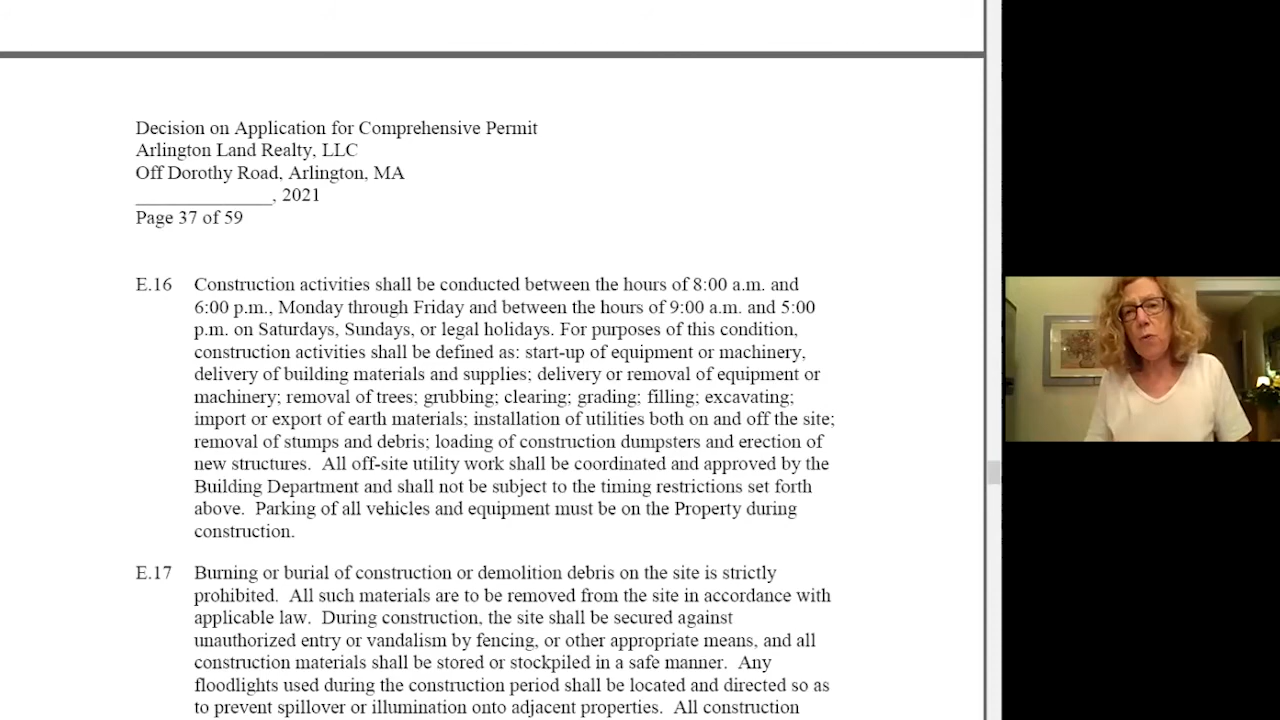 Decision on Application for Comprehensive Permit
Arlington Land Realty, LLC
Off Dorothy Road, Arlington, MA
_______________, 2021
Page 37 of 59
E.16 Construction activities shall be conducted between the hours of 8:00 a.m. and
6:00 p.m., Monday through Friday and between the hours of 9:00 a.m. and 5:00
p.m. on Saturdays, Sundays, or legal holidays. For purposes of this condition,
construction activities shall be defined as: start-up of equipment or machinery,
delivery of building materials and supplies; delivery or removal of equipment or
machinery; removal of trees; grubbing; clearing; grading; filling; excavating;
import or export of earth materials; installation of utilities both on and off the site;
removal of stumps and debris; loading of construction dumpsters and erection of
new structures. All off-site utility work shall be coordinated and approved by the
Building Department and shall not be subject to the timing restrictions set forth
above. Parking of all vehicles and equipment must be on the Property during
construction.
E.17 Burning or burial of construction or demolition debris on the site is strictly
prohibited. All such materials are to be removed from the site in accordance with
applicable law. During construction, the site shall be secured against
unauthorized entry or vandalism by fencing, or other appropriate means, and all
construction materials shall be stored or stockpiled in a safe manner. Any
floodlights used during the construction period shall be located and directed so as
to prevent spillover or illumination onto adjacent properties. All construction